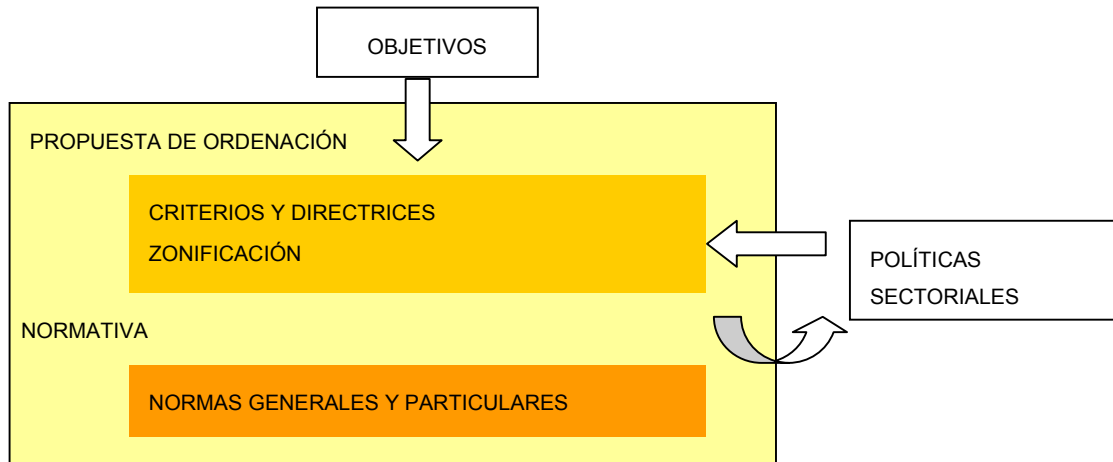 OBJETIVOS
PROPUESTA DE ORDENACIÓN
CRITERIOS Y DIRECTRICES
ZONIFICACIÓN
POLÍTICAS
SECTORIALES
NORMATIVA
NORMAS GENERALES Y PARTICULARES